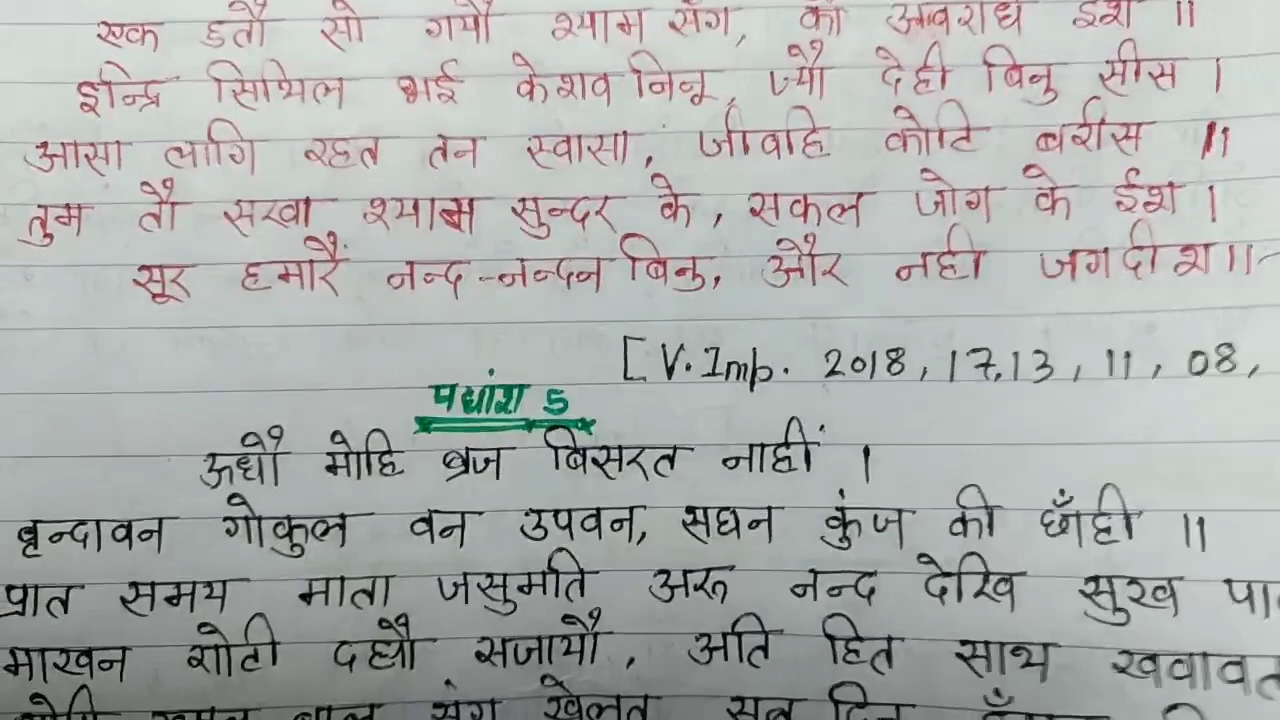 एक हुतौ सो गयौ श्याम सँग, को अवराधै ईश ॥
इन्द्रि सिथिल भई केशव निनू, ज्यौ देही बिनु सीस ।
आसा लागि रहत तन स्वासा, जीवहि कोटि बरीस ॥
तुम तौ सखा श्याम सुन्दर के, सकल जोग के ईश ।
सूर हमारैं नन्द-नन्दन बिनु, और नही जगदीश ॥
[V. Imp. 2018, 17, 13, 11, 08,
पद्यांश 5
ऊधौ मोहि ब्रज बिसरत नाहीं ।
वृन्दावन गोकुल वन उपवन, सघन कुंज की छाँही ॥
प्रात समय माता जसुमति अरू नन्द देखि सुख
माखन रोटी दह्यौ सजायौ, अति हित साथ खवावत
ग्वाल बाल संग खेलत सब दिन